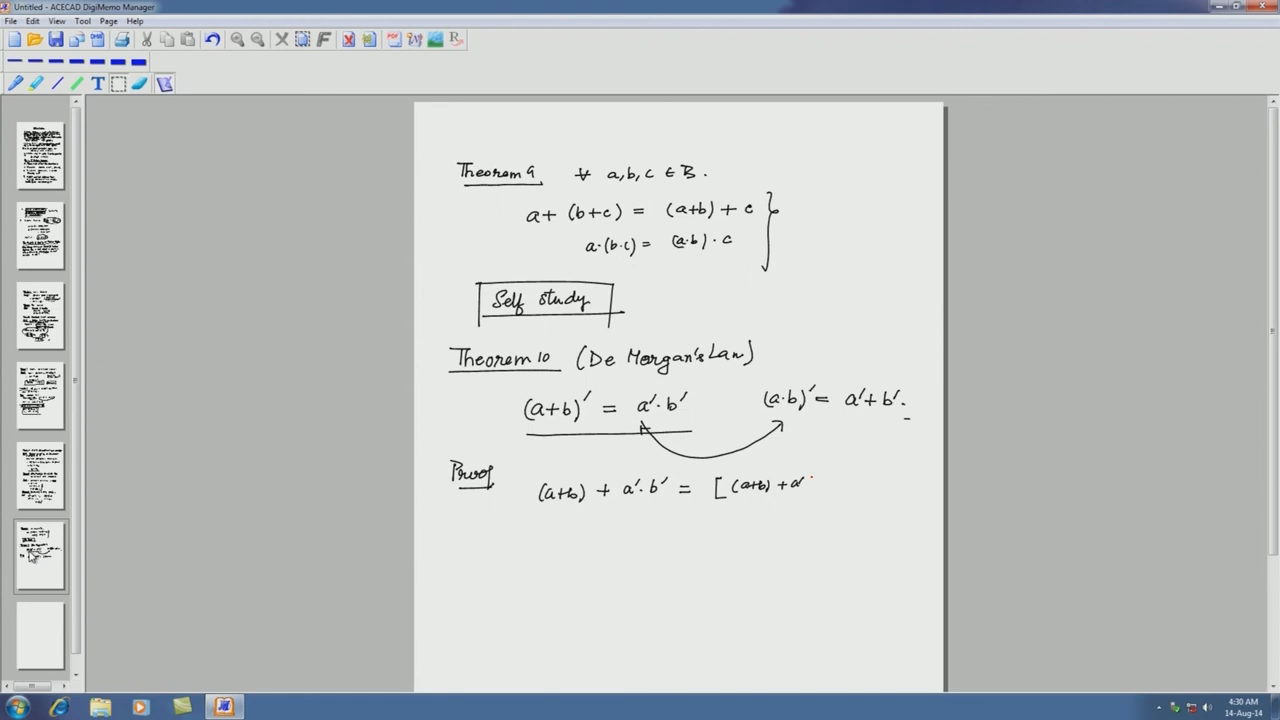 Untitled - ACECAD DigiMemo Manager
File Edit View Tool Page Help
Theorem 9 ∀ a,b,c ∈ B.
a+ (b+c) = (a+b) + c
a·(b·c) = (a·b) · c
Self study
Theorem 10 (De Morgan's Law)
(a+b)′ = a′·b′ (a·b)′ = a′+ b′.
Proof
(a+b) + a′·b′ = [(a+b) + a′
4:30 AM
14-Aug-14